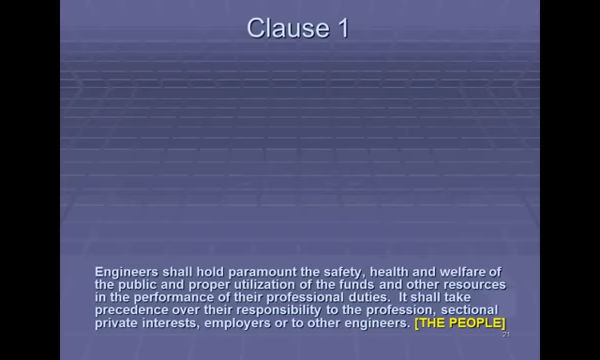 Clause 1
Engineers shall hold paramount the safety, health and welfare of
the public and proper utilization of the funds and other resources
in the performance of their professional duties. It shall take
precedence over their responsibility to the profession, sectional
private interests, employers or to other engineers. [THE PEOPLE]
21